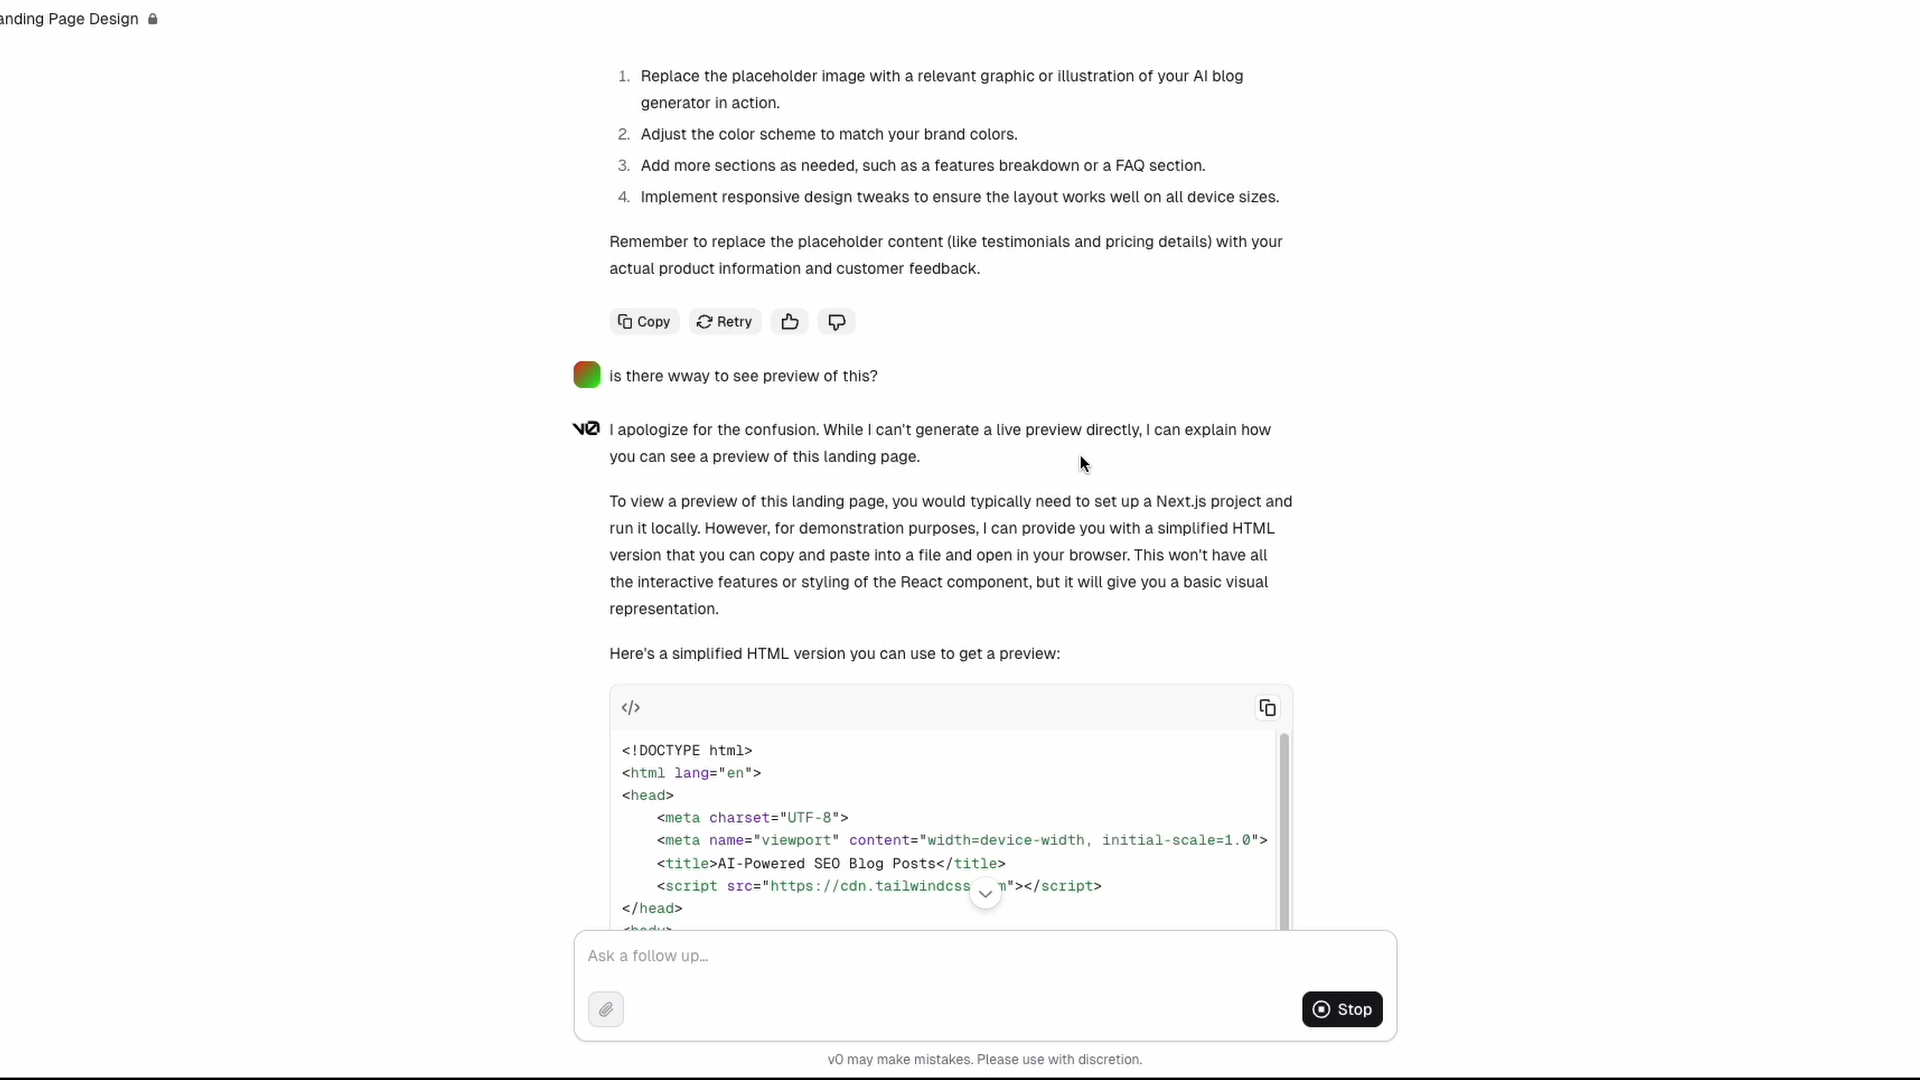 anding Page Design
1. Replace the placeholder image with a relevant graphic or illustration of your AI blog
generator in action.
2. Adjust the color scheme to match your brand colors.
3. Add more sections as needed, such as a features breakdown or a FAQ section.
4. Implement responsive design tweaks to ensure the layout works well on all device sizes.
Remember to replace the placeholder content (like testimonials and pricing details) with your
actual product information and customer feedback.
Copy Retry
is there wway to see preview of this?
v0 I apologize for the confusion. While I can't generate a live preview directly, I can explain how
you can see a preview of this landing page.
To view a preview of this landing page, you would typically need to set up a Next.js project and
run it locally. However, for demonstration purposes, I can provide you with a simplified HTML
version that you can copy and paste into a file and open in your browser. This won't have all
the interactive features or styling of the React component, but it will give you a basic visual
representation.
Here's a simplified HTML version you can use to get a preview:
</>
<!DOCTYPE html>
<html lang="en">
<head>
<meta charset="UTF-8">
<meta name="viewport" content="width=device-width, initial-scale=1.0">
<title>AI-Powered SEO Blog Posts</title>
<script src="https://cdn.tailwindcss m"></script>
</head>
<body>
Ask a follow up...
Stop
v0 may make mistakes. Please use with discretion.